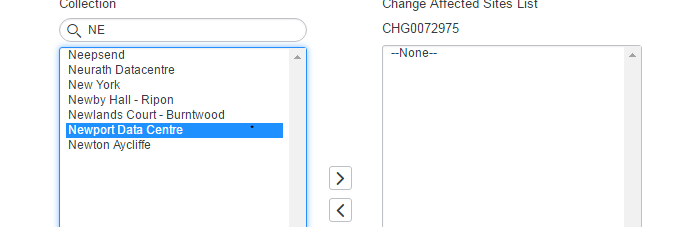 Collection
Change Affected Sites List
NE
CHG0072975
Neepsend
Neurath Datacentre
New York
Newby Hall - Ripon
Newlands Court - Burntwood
Newport Data Centre
Newton Aycliffe
--None--